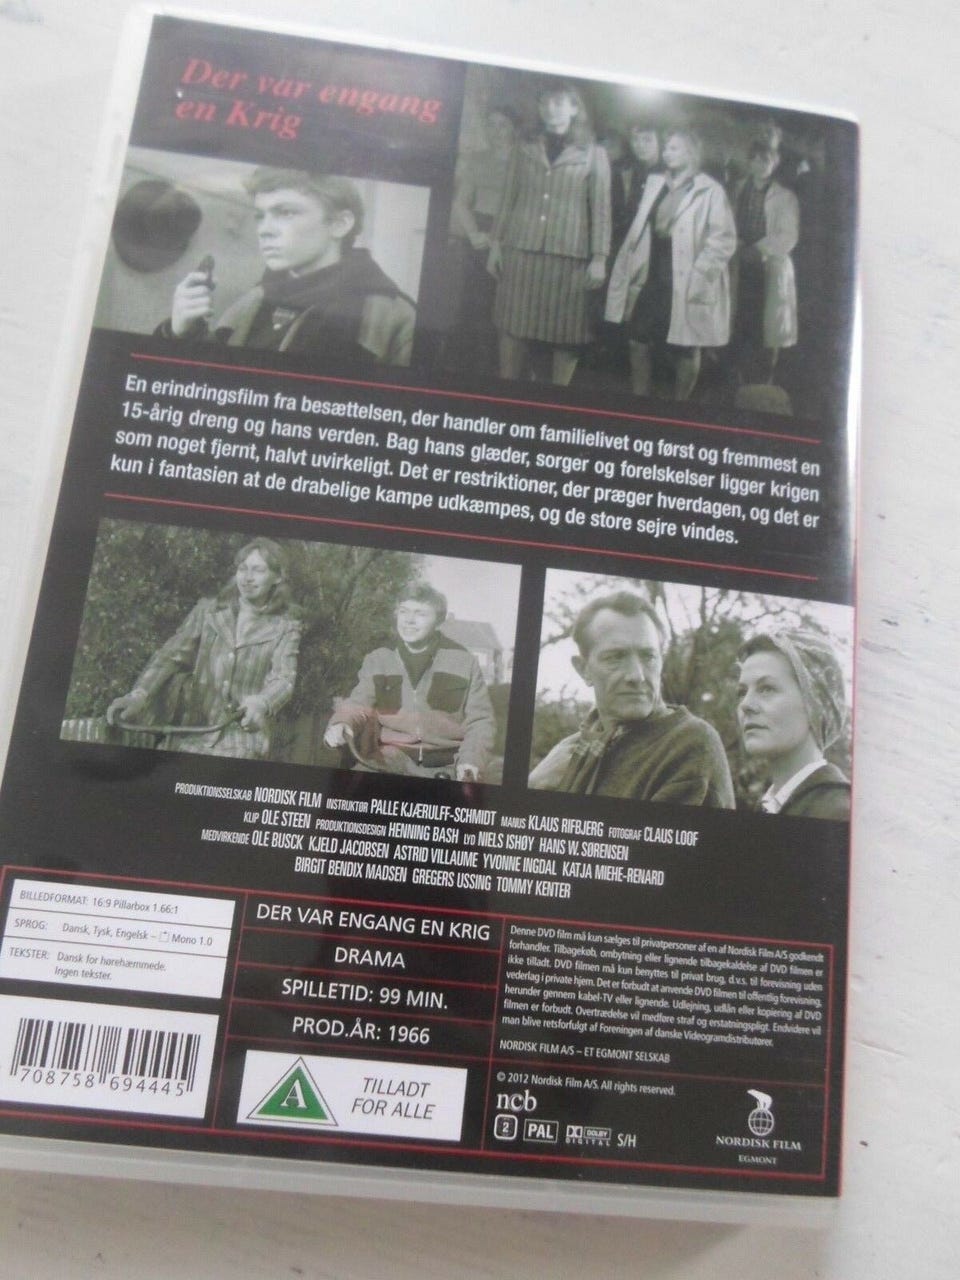 Der var engang
en Krig
En erindringsfilm fra besættelsen, der handler om familielivet og først og fremmest en
15-årig dreng og hans verden. Bag hans glæder, sorger og forelskelser ligger krigen
som noget fjernt, halvt uvirkeligt. Det er restriktioner, der præger hverdagen, og det er
kun i fantasien at de drabelige kampe udkæmpes, og de store sejre vindes.
PRODUKTIONSSELSKAB NORDISK FILM INSTRUKTØR PALLE KJÆRULFF-SCHMIDT MANUS KLAUS RIFBJERG FOTOGRAF CLAUS LOOF
KLIP OLE STEEN PRODUKTIONSDESIGN HENNING BASH LYD NIELS ISHØY HANS W. SØRENSEN
MEDVIRKENDE OLE BUSCK KJELD JACOBSEN ASTRID VILLAUME YVONNE INGDAL KATJA MIEHE-RENARD
BIRGIT BENDIX MADSEN GREGERS USSING TOMMY KENTER
BILLEDFORMAT: 16:9 Pillarbox 1.66:1
SPROG: Dansk, Tysk, Engelsk – Mono 1.0
TEKSTER: Dansk for hørehæmmede.
Ingen tekster.
708758 694445
DER VAR ENGANG EN KRIG
DRAMA
SPILLETID: 99 MIN.
PROD.ÅR: 1966
A
TILLADT
FOR ALLE
Denne DVD film må kun sælges til privatpersoner af en af Nordisk Film A/S godkendt
forhandler. Tilbagekøb, ombytning eller lignende tilbagekaldelse af DVD filmen er
ikke tilladt. DVD filmen må kun benyttes til privat brug, d.v.s. til forevisning uden
vederlag i private hjem. Det er forbudt at anvende DVD filmen til offentlig forevisning,
herunder gennem kabel-TV eller lignende. Udlejning, udlån eller kopiering af DVD
filmen er forbudt. Overtrædelse vil medføre straf og erstatningspligt. Endvidere vil
man blive retsforfulgt af Foreningen af danske Videogramdistributører.
NORDISK FILM A/S – ET EGMONT SELSKAB
© 2012 Nordisk Film A/S. All rights reserved.
ncb
2 PAL DOLBY DIGITAL S/H
NORDISK FILM
EGMONT